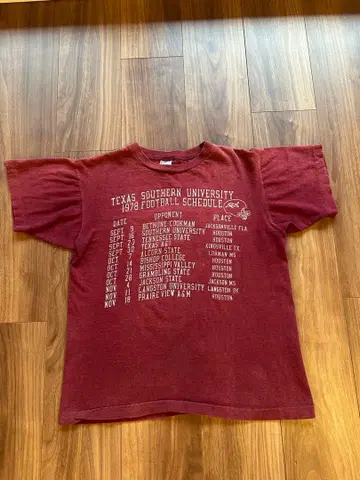 TEXAS SOUTHERN UNIVERSITY
1978 FOOTBALL SCHEDULE
DATE OPPONENT PLACE
SEPT 9 BETHUNE COOKMAN JACKSONVILLE FLA
SEPT 16 SOUTHERN UNIVERSITY HOUSTON
SEPT 23 TENNESSEE STATE HOUSTON
SEPT 30 TEXAS A&I KINGSVILLE TX
OCT 7 ALCORN STATE LORMAN MS
OCT 14 BISHOP COLLEGE HOUSTON
OCT 21 MISSISSIPPI VALLEY HOUSTON
OCT 28 GRAMBLING STATE HOUSTON
NOV 4 JACKSON STATE JACKSON MS
NOV 11 LANGSTON UNIVERSITY LANGSTON OK
NOV 18 PRAIRE VIEW A&M HOUSTON